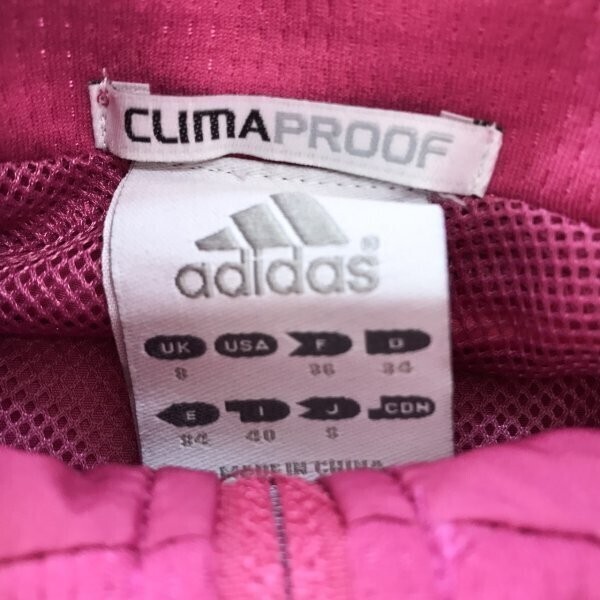 CLIMAPROOF
adidas®
UK USA F D
8 36 34
E I J CDN
34 40 S
MADE IN CHINA